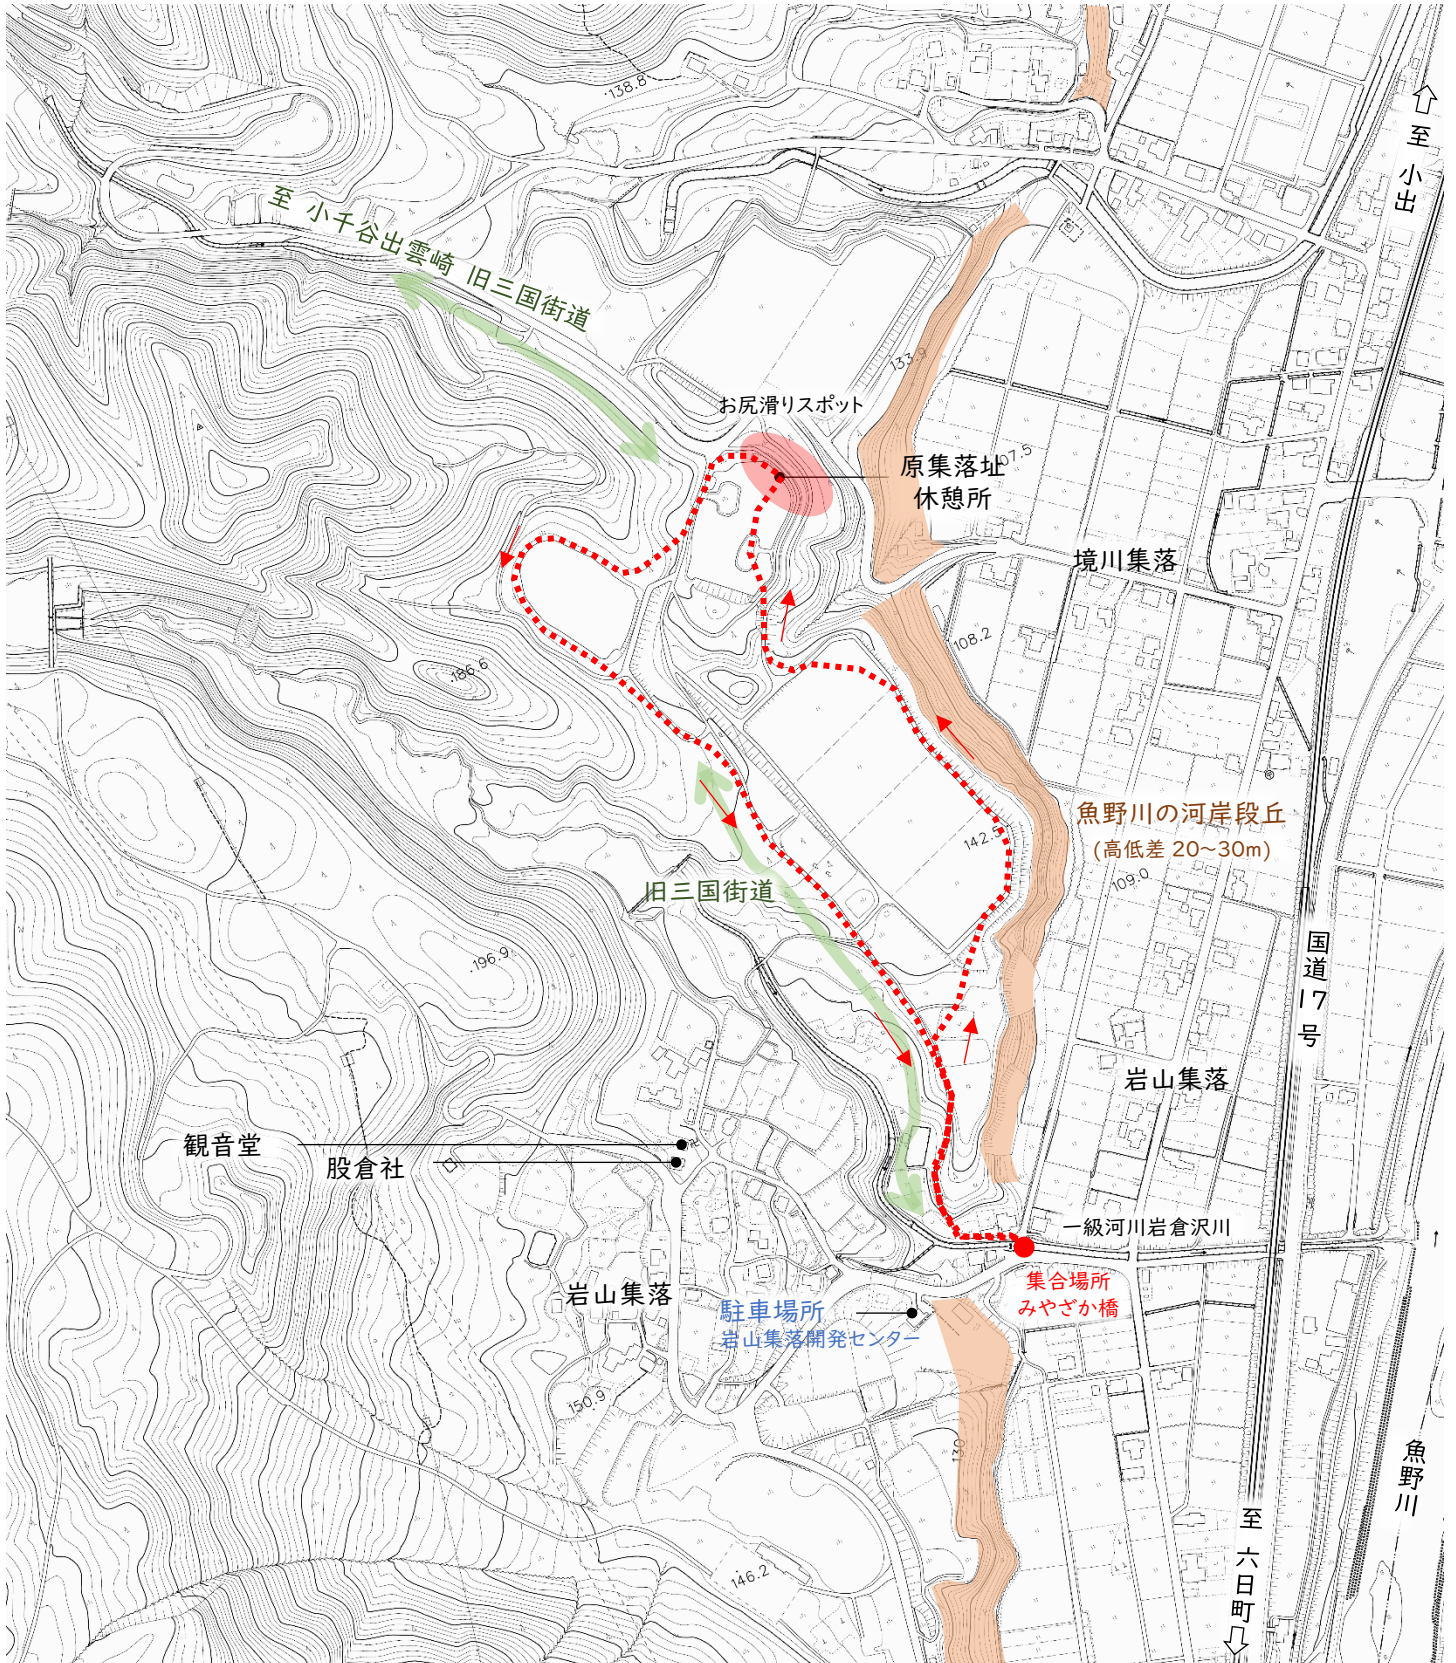 138.8
⇧ 至 小出
至 小千谷出雲崎 旧三国街道
133.9
お尻滑りスポット
原集落址
休憩所
107.5
境川集落
108.2
186.6
魚野川の河岸段丘
(高低差 20~30m)
142.5
109.0
旧三国街道
国道17号
196.9
岩山集落
観音堂
股倉社
一級河川岩倉沢川
集合場所
みやざか橋
岩山集落
駐車場所
岩山集落開発センター
150.9
130
魚野川
至 六日町 ⇩
146.2